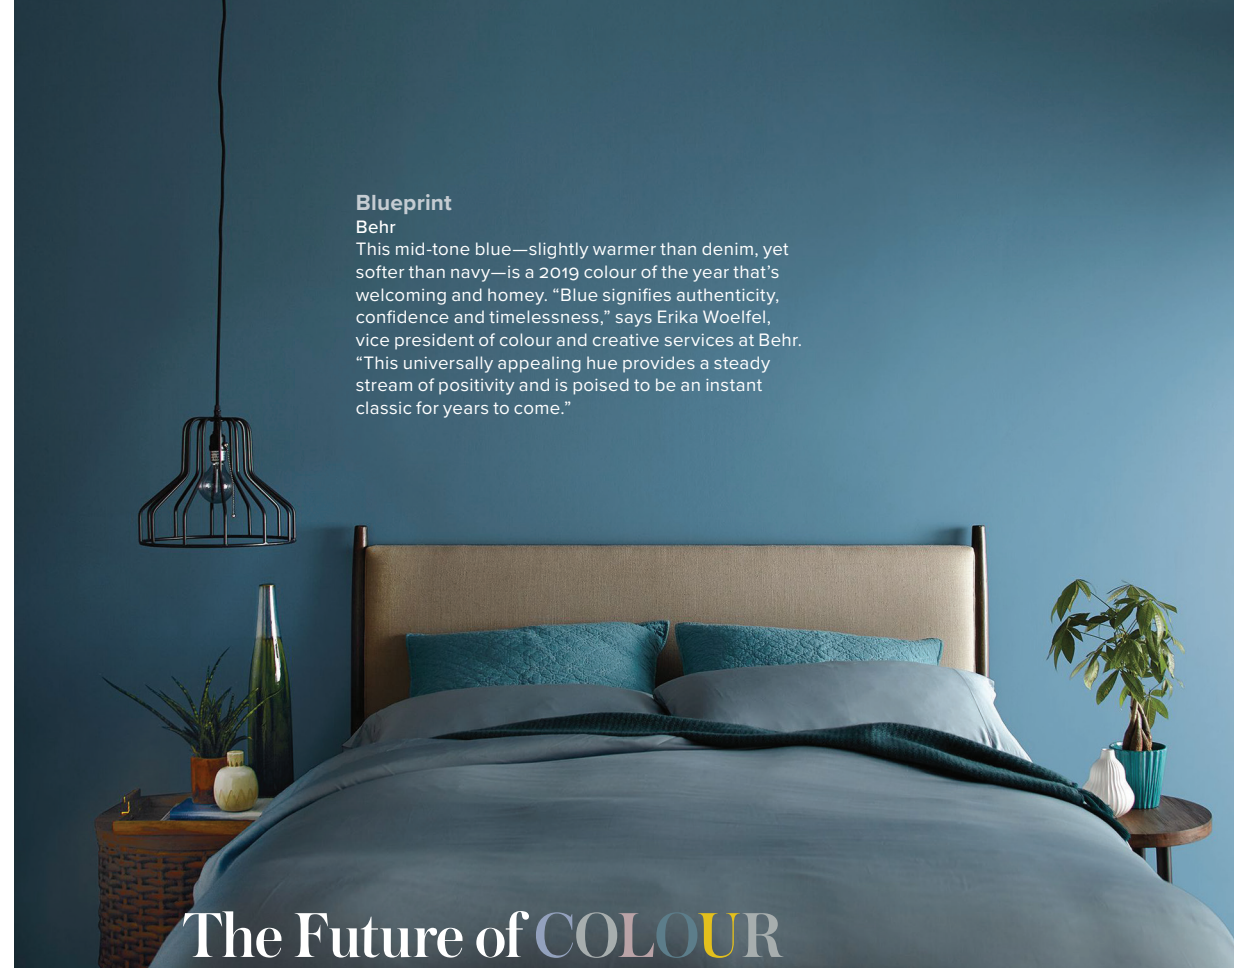 Blueprint
Behr
This mid-tone blue—slightly warmer than denim, yet
softer than navy—is a 2019 colour of the year that’s
welcoming and homey. “Blue signifies authenticity,
confidence and timelessness,” says Erika Woelfel,
vice president of colour and creative services at Behr.
“This universally appealing hue provides a steady
stream of positivity and is poised to be an instant
classic for years to come.”
The Future of COLOUR